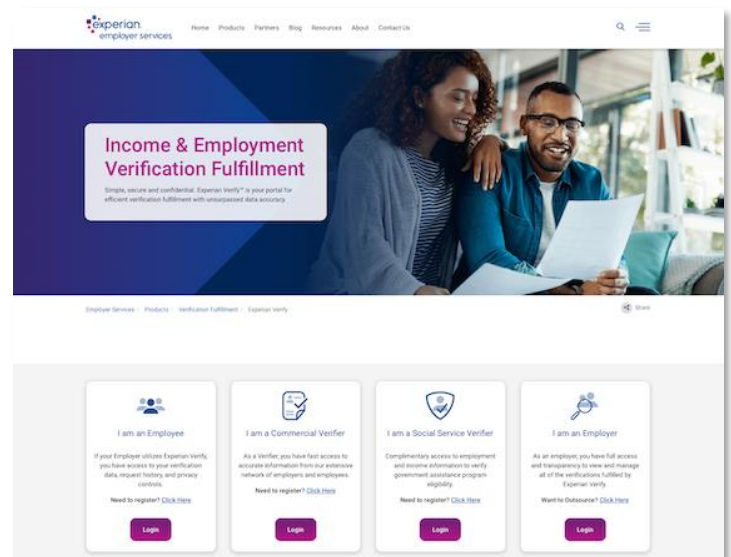 experian.
employer services
Home Products Partners Blog Resources About Contact Us
Income & Employment
Verification Fulfillment
Simple, secure and confidential. Experian Verify™ is your portal for
efficient verification fulfillment with unsurpassed data accuracy.
Employer Services Products Verification Fulfillment Experian Verify
Share
I am an Employee
If your Employer utilizes Experian Verify,
you have access to your verification
data, request history, and privacy
controls.
Need to register? Click Here
Login
I am a Commercial Verifier
As a Verifier, you have fast access to
accurate information from our extensive
network of employers and employees.
Need to register? Click Here
Login
I am a Social Service Verifier
Complimentary access to employment
and income information to verify
government assistance program
eligibility.
Need to register? Click Here
Login
I am an Employer
As an employer, you have full access
and transparency to view and manage
all of the verifications fulfilled by
Experian Verify.
Want to Outsource? Click Here
Login